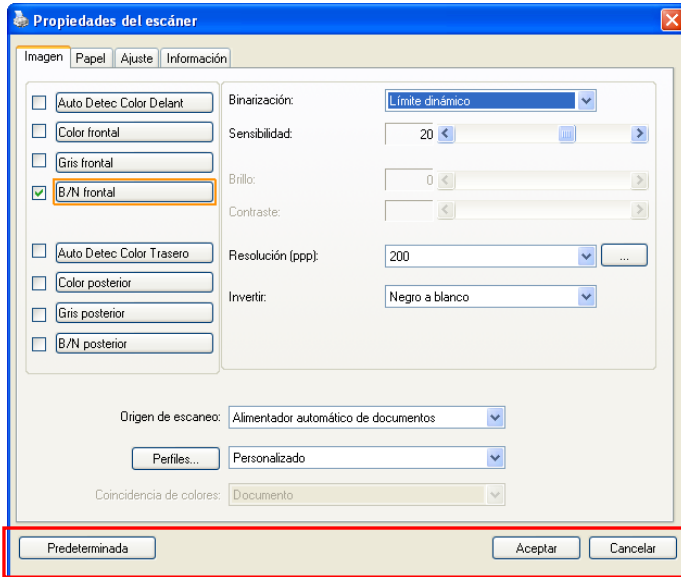 Propiedades del escáner
Imagen Papel Ajuste Información
Auto Detec Color Delant
Color frontal
Gris frontal
B/N frontal
Auto Detec Color Trasero
Color posterior
Gris posterior
B/N posterior
Binarización: Límite dinámico
Sensibilidad: 20
Brillo: 0
Contraste:
Resolución (ppp): 200 ...
Invertir: Negro a blanco
Origen de escaneo: Alimentador automático de documentos
Perfiles... Personalizado
Coincidencia de colores: Documento
Predeterminada Aceptar Cancelar